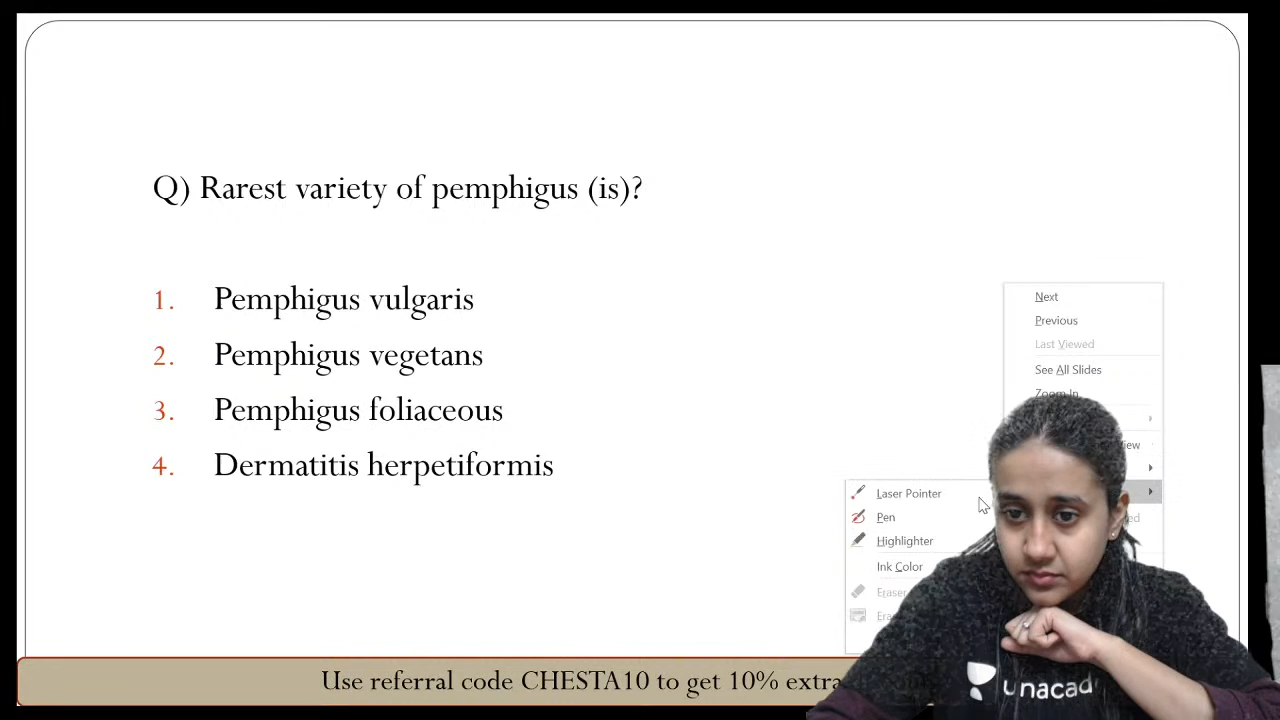 Q) Rarest variety of pemphigus (is)?
1. Pemphigus vulgaris
2. Pemphigus vegetans
3. Pemphigus foliaceous
4. Dermatitis herpetiformis
Next
Previous
Last Viewed
See All Slides
Zoom In
Laser Pointer
Pen
Highlighter
Ink Color
Eraser
Use referral code CHESTA10 to get 10% extra